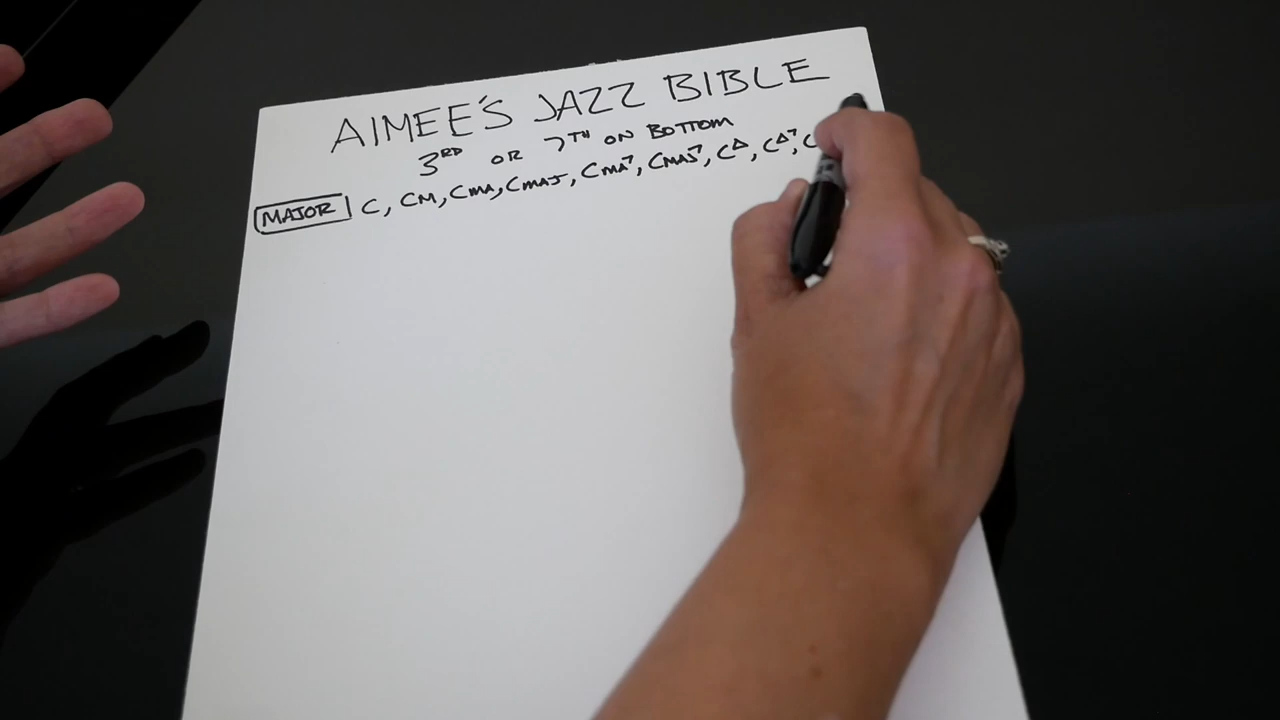 AIMEE'S JAZZ BIBLE
3RD OR 7TH ON BOTTOM
MAJOR C, CM, CMA, CMAJ, CMA7, CMAJ7, CΔ, CΔ7, C